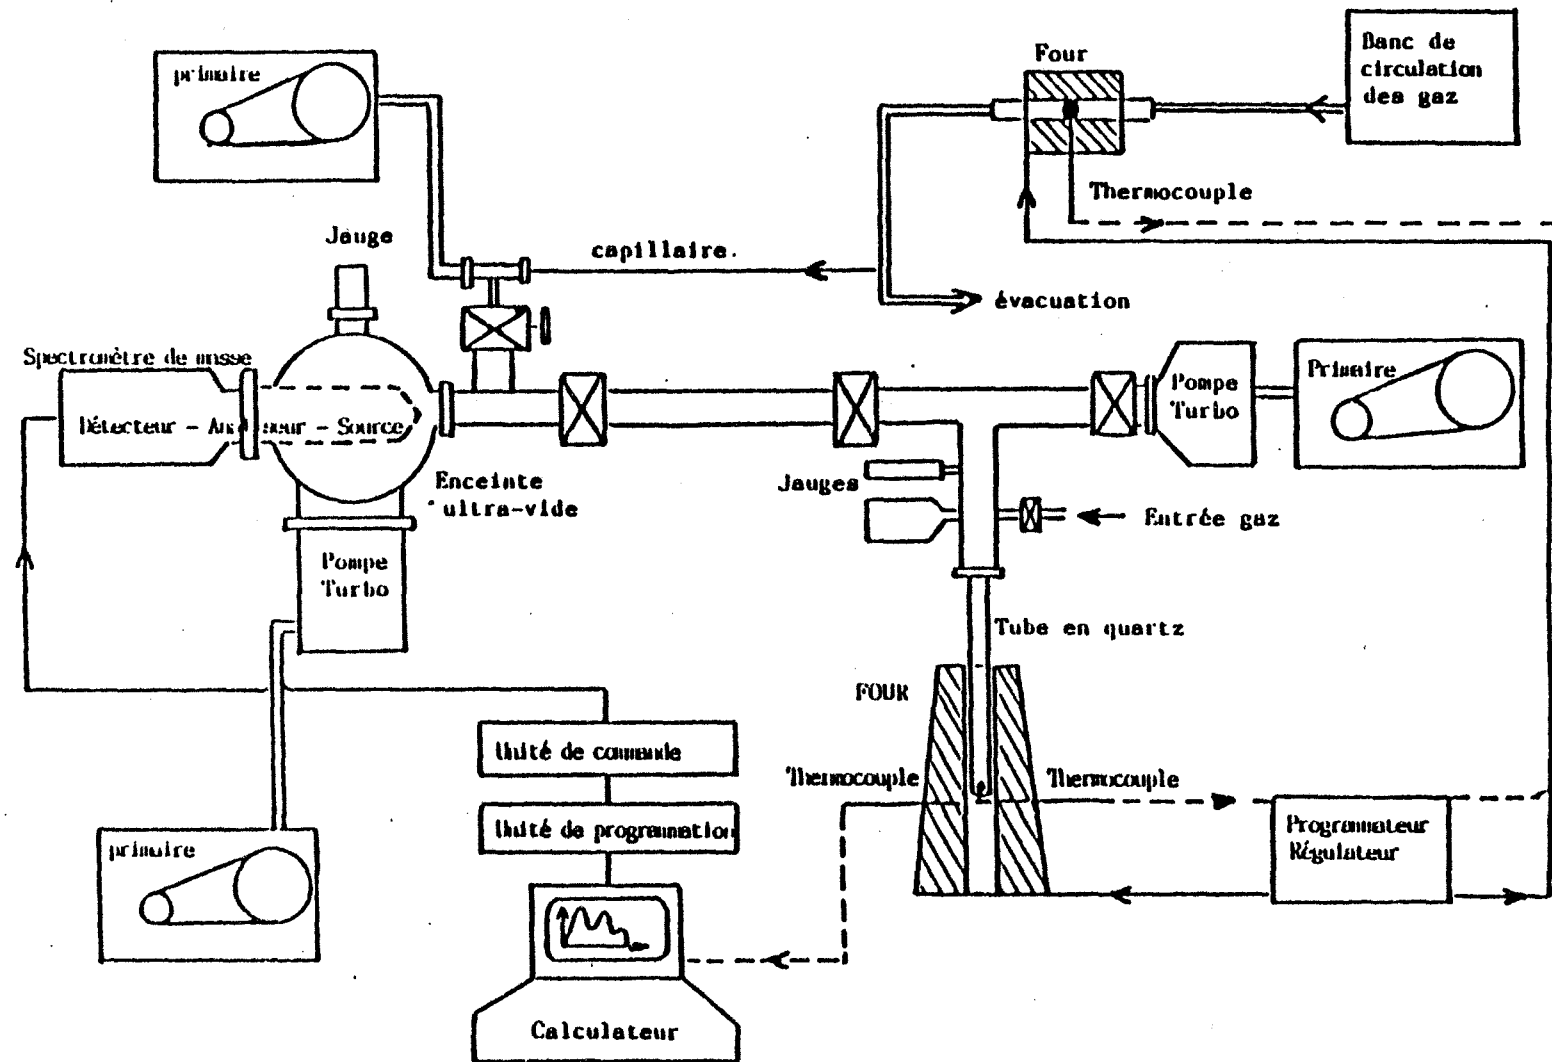 primaire
Four
Banc de
circulation
des gaz
Thermocouple
Jauge
capillaire.
évacuation
Spectromètre de masse
Détecteur - - Source
Pompe
Turbo
Primaire
Enceinte
ultra-vide
Jauges
Entrée gaz
Pompe
Turbo
Tube en quartz
FOUR
Unité de commande
Thermocouple
Thermocouple
Unité de programmation
Programmateur
Régulateur
primaire
Calculateur